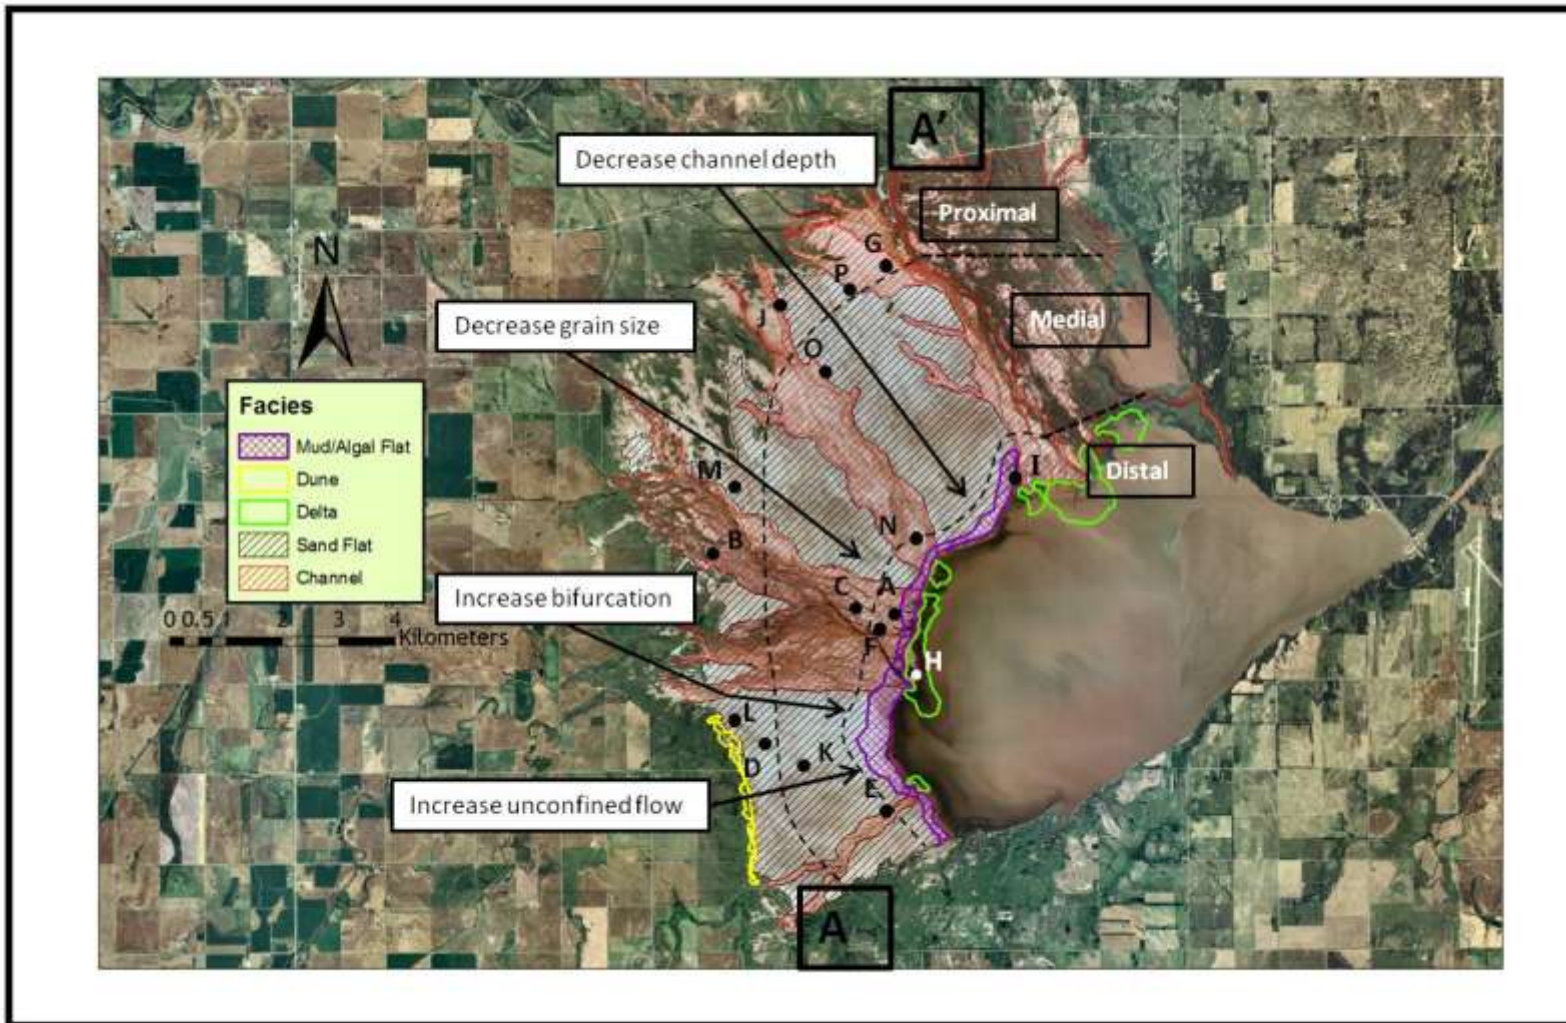 A'
Decrease channel depth
Proximal
G
P
N
Medial
J
Decrease grain size
O
Facies
Mud/Algal Flat
Dune
Delta
Sand Flat
Channel
M
I
Distal
N
B
C
A
Increase bifurcation
F
0 0.5 1 2 3 4
Kilometers
H
L
D
K
E
Increase unconfined flow
A